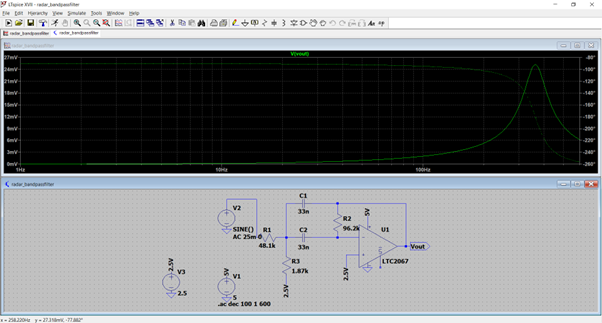 LTspice XVII - radar_bandpassfilter
File Edit Hierarchy View Simulate Tools Window Help
radar_bandpassfilter radar_bandpassfilter
radar_bandpassfilter
V(vout)
27mV -80°
24mV -100°
21mV -120°
18mV -140°
15mV -160°
12mV -180°
9mV -200°
6mV -220°
3mV -240°
0mV -260°
1Hz 10Hz 100Hz
radar_bandpassfilter
C1
33n
V2
SINE()
AC 25m 0
R1
48.1k
C2
33n
R2
96.2k
5V
U1
LTC2067
Vout
2.5V
R3
1.87k
2.5V
2.5V
V3
2.5
5V
V1
5
.ac dec 100 1 600
x = 258.220Hz y = 27.318mV, -77.882°